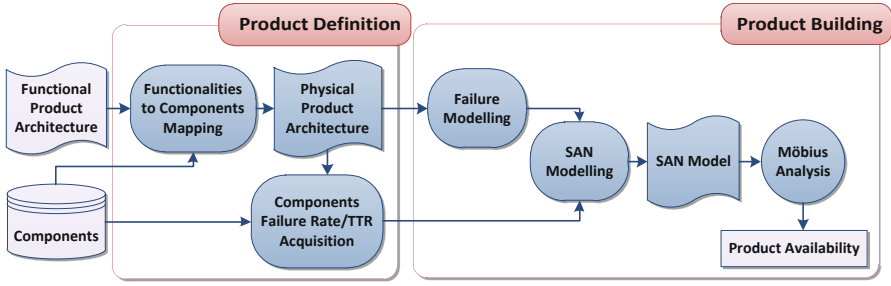 Product Definition
Product Building
Functional
Product
Architecture
Functionalities
to Components
Mapping
Physical
Product
Architecture
Failure
Modelling
SAN
Modelling
SAN Model
Möbius
Analysis
Components
Components
Failure Rate/TTR
Acquisition
Product Availability